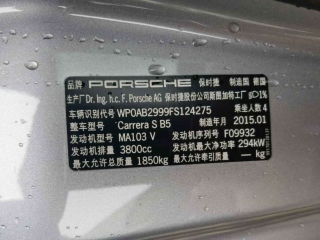 品牌 PORSCHE 保时捷 制造国 德国
生产厂 Dr. Ing. h.c. F. Porsche AG 保时捷股份公司斯图加特工厂
车辆识别代号 WP0AB2999FS124275 乘坐人数 4
整车型号 Carrera S B5 制造年月 2015.01
发动机型号 MA103 V 发动机序列号 F09932
发动机排量 3800cc 发动机最大净功率 294kW
最大允许总质量 1850kg 最大允许牵引质量 — kg